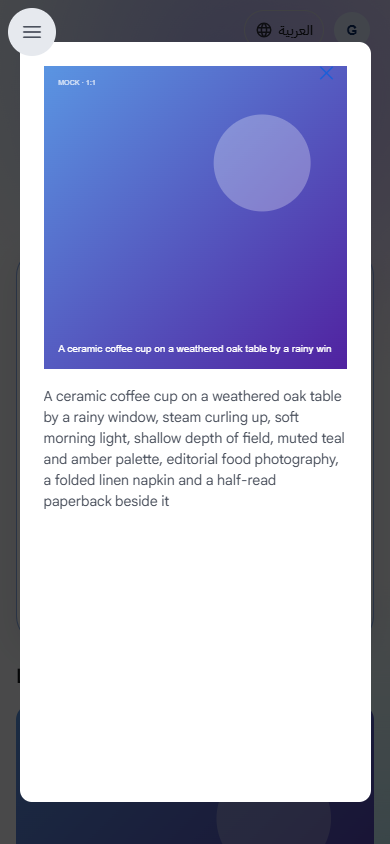 العربية
G
MOCK · 1:1
A ceramic coffee cup on a weathered oak table by a rainy win
A ceramic coffee cup on a weathered oak table
by a rainy window, steam curling up, soft
morning light, shallow depth of field, muted teal
and amber palette, editorial food photography,
a folded linen napkin and a half-read
paperback beside it